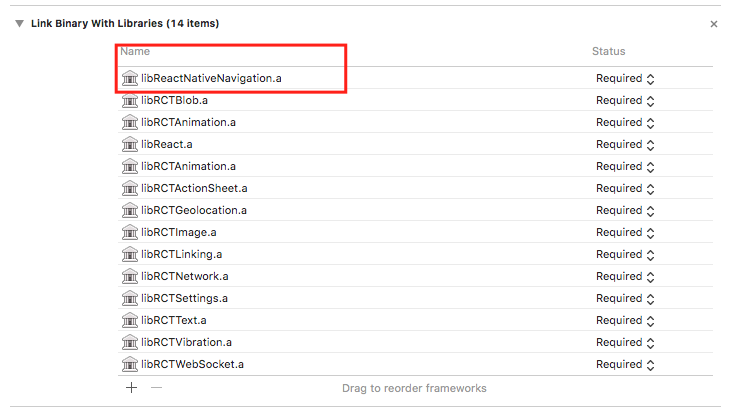 Link Binary With Libraries (14 items)
Name Status
libReactNativeNavigation.a Required
libRCTBlob.a Required
libRCTAnimation.a Required
libReact.a Required
libRCTAnimation.a Required
libRCTActionSheet.a Required
libRCTGeolocation.a Required
libRCTImage.a Required
libRCTLinking.a Required
libRCTNetwork.a Required
libRCTSettings.a Required
libRCTText.a Required
libRCTVibration.a Required
libRCTWebSocket.a Required
Drag to reorder frameworks